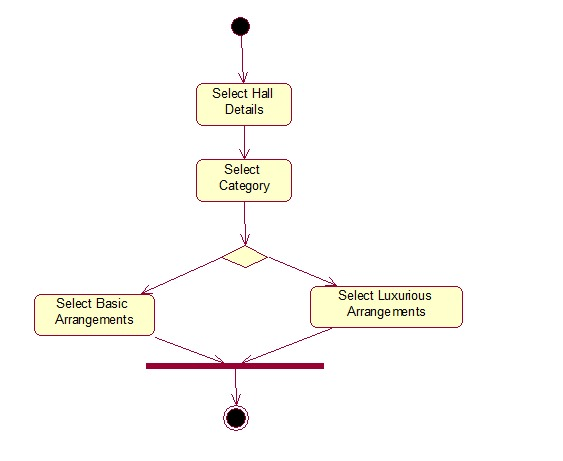 Select Hall
Details
Select
Category
Select Basic
Arrangements
Select Luxurious
Arrangements